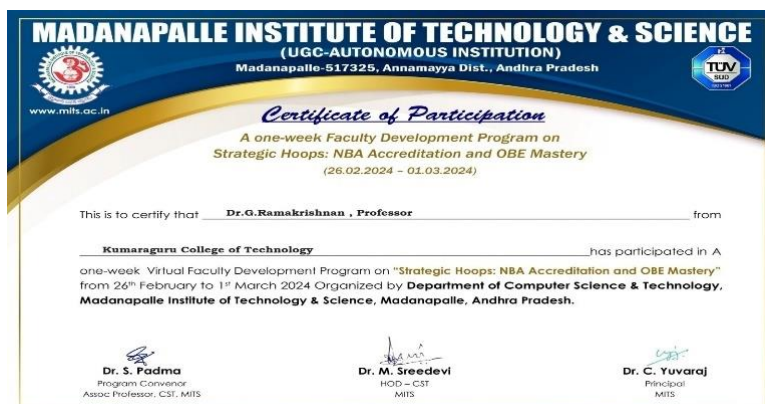 MADANAPALLE INSTITUTE OF TECHNOLOGY & SCIENCE
(UGC-AUTONOMOUS INSTITUTION)
Madanapalle-517325, Annamayya Dist., Andhra Pradesh
TÜV
SUD
www.mits.ac.in
Certificate of Participation
A one-week Faculty Development Program on
Strategic Hoops: NBA Accreditation and OBE Mastery
(26.02.2024 – 01.03.2024)
This is to certify that Dr.G.Ramakrishnan , Professor from
Kumaraguru College of Technology has participated in A
one-week Virtual Faculty Development Program on "Strategic Hoops: NBA Accreditation and OBE Mastery"
from 26th February to 1st March 2024 Organized by Department of Computer Science & Technology,
Madanapalle Institute of Technology & Science, Madanapalle, Andhra Pradesh.
Dr. S. Padma Dr. M. Sreedevi Dr. C. Yuvaraj
Program Convenor HOD – CST Principal
Assoc Professor, CST, MITS MITS MITS